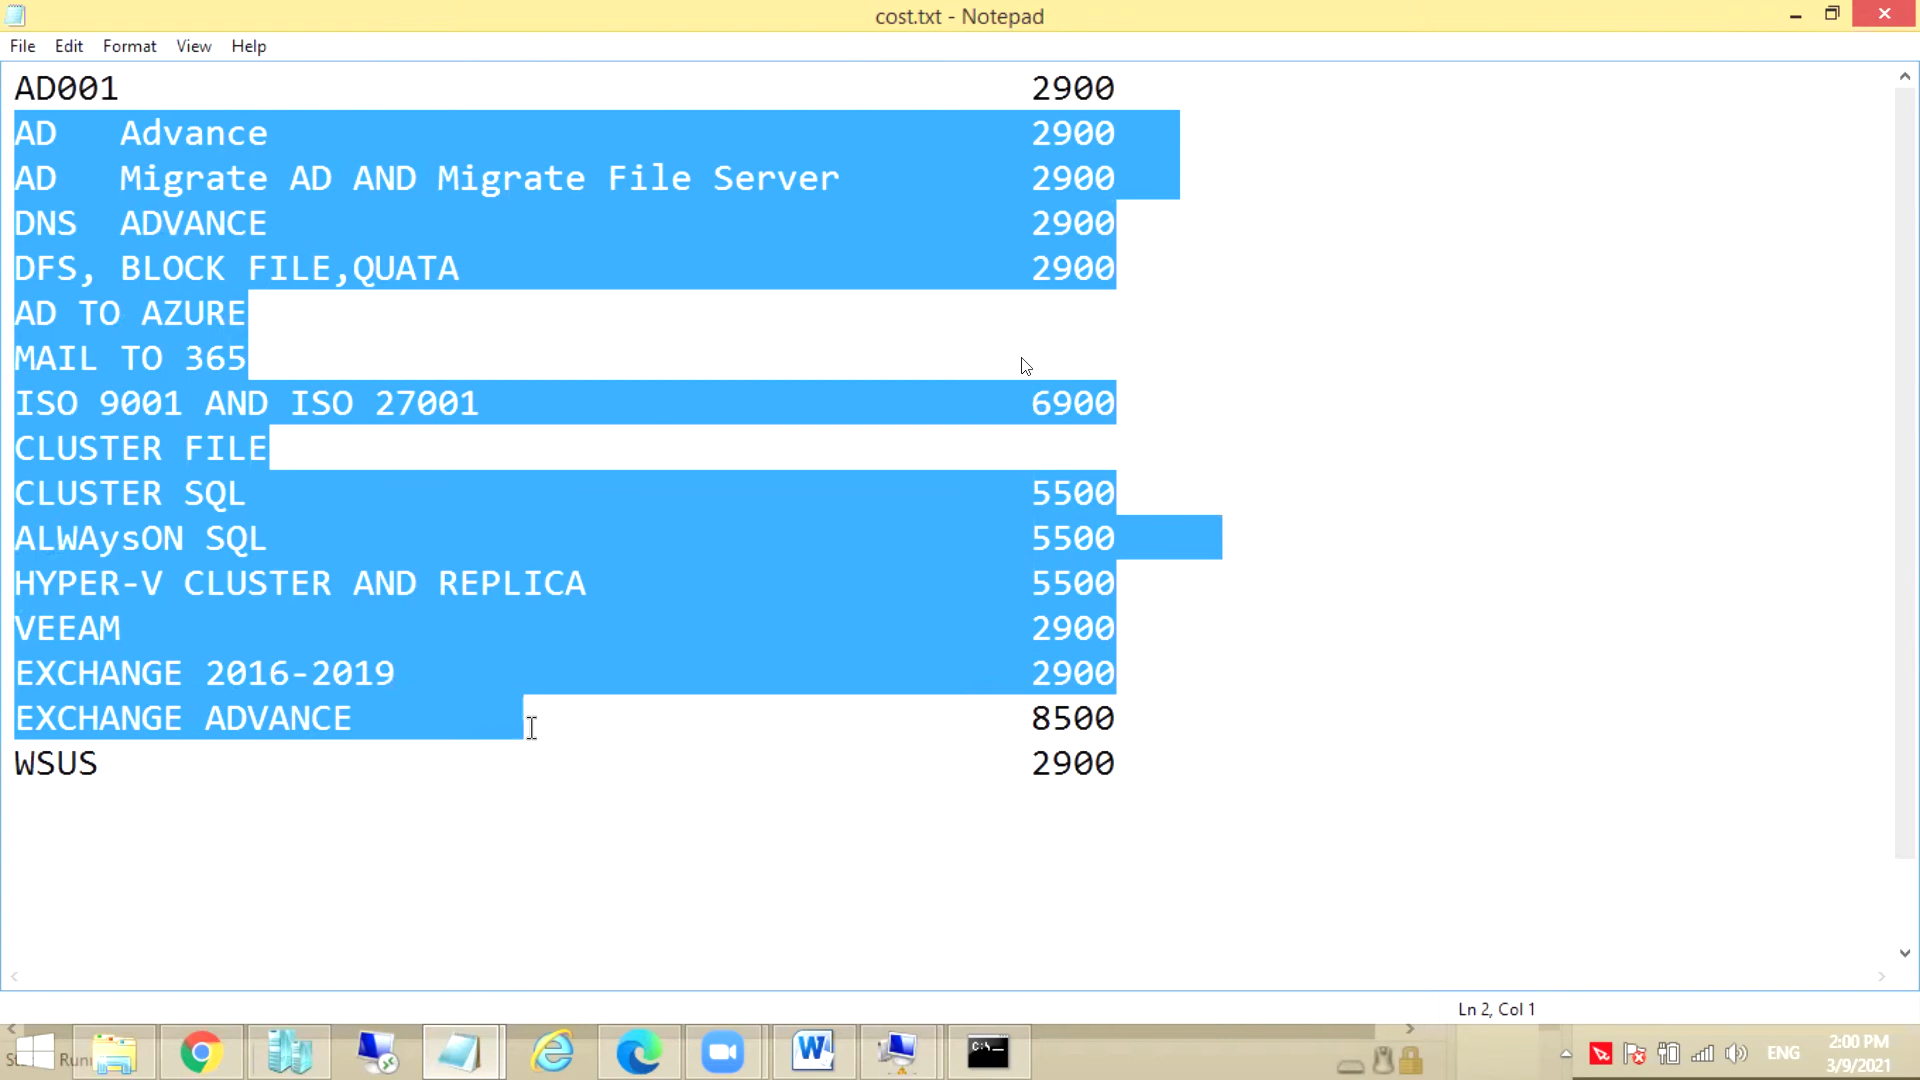 cost.txt - Notepad
File Edit Format View Help
AD001 2900
AD Advance 2900
AD Migrate AD AND Migrate File Server 2900
DNS ADVANCE 2900
DFS, BLOCK FILE,QUATA 2900
AD TO AZURE
MAIL TO 365
ISO 9001 AND ISO 27001 6900
CLUSTER FILE
CLUSTER SQL 5500
ALWAysON SQL 5500
HYPER-V CLUSTER AND REPLICA 5500
VEEAM 2900
EXCHANGE 2016-2019 2900
EXCHANGE ADVANCE 8500
WSUS 2900
Ln 2, Col 1
ENG
2:00 PM
3/9/2021